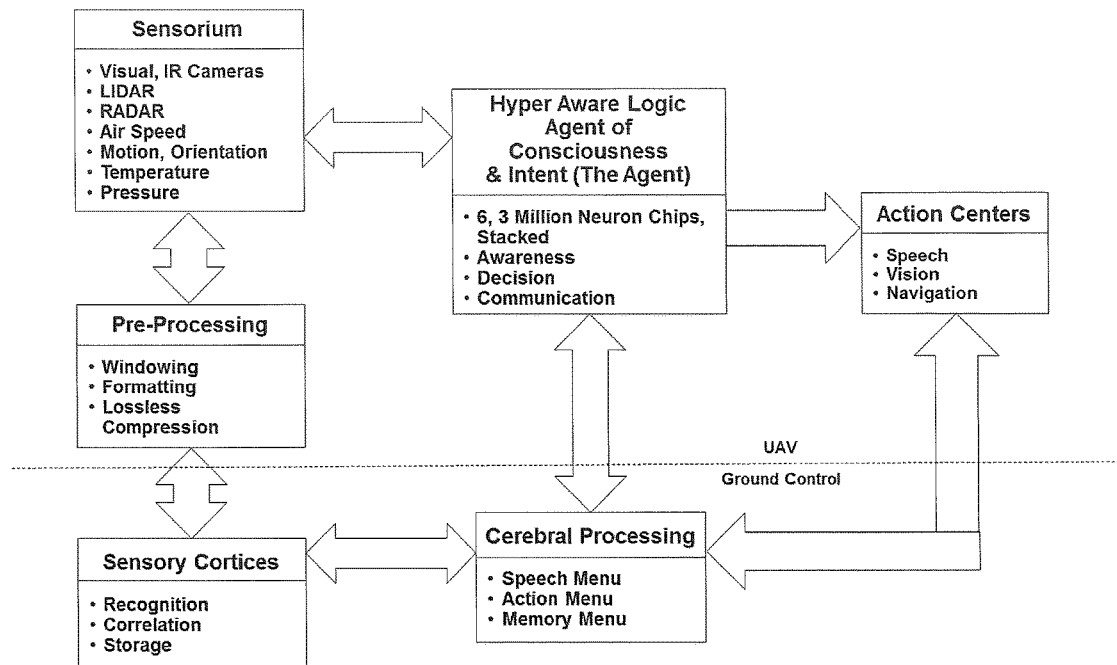 Sensorium
• Visual, IR Cameras
• LIDAR
• RADAR
• Air Speed
• Motion, Orientation
• Temperature
• Pressure
Hyper Aware Logic
Agent of
Consciousness
& Intent (The Agent)
• 6, 3 Million Neuron Chips,
Stacked
• Awareness
• Decision
• Communication
Action Centers
• Speech
• Vision
• Navigation
Pre-Processing
• Windowing
• Formatting
• Lossless
Compression
UAV
Ground Control
Sensory Cortices
• Recognition
• Correlation
• Storage
Cerebral Processing
• Speech Menu
• Action Menu
• Memory Menu